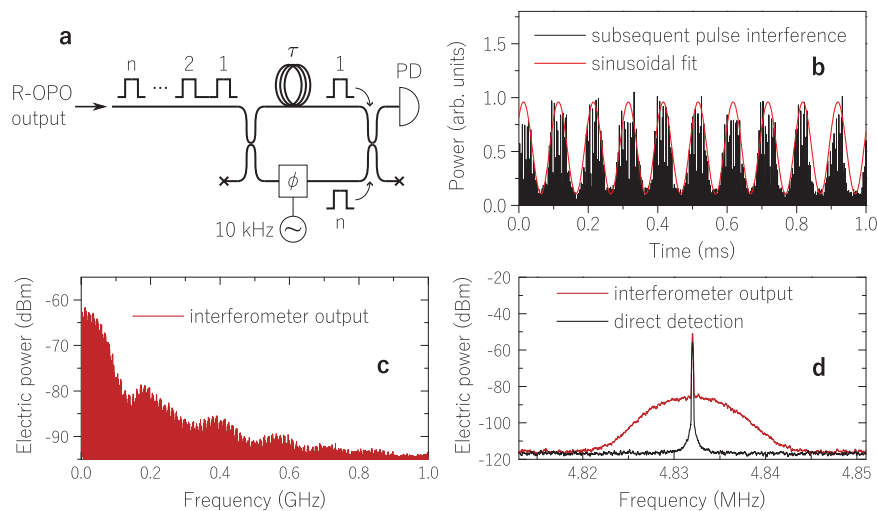 a
n ... 2 1
τ
1
PD
R-OPO
output
ϕ
n
10 kHz
subsequent pulse interference
sinusoidal fit
b
Power (arb. units)
1.5
1.0
0.5
0.0
0.0 0.2 0.4 0.6 0.8 1.0
Time (ms)
interferometer output
c
Electric power (dBm)
-65
-75
-85
-95
0.0 0.2 0.4 0.6 0.8 1.0
Frequency (GHz)
interferometer output
direct detection
d
Electric power (dBm)
-20
-40
-60
-80
-100
-120
4.82 4.83 4.84 4.85
Frequency (MHz)